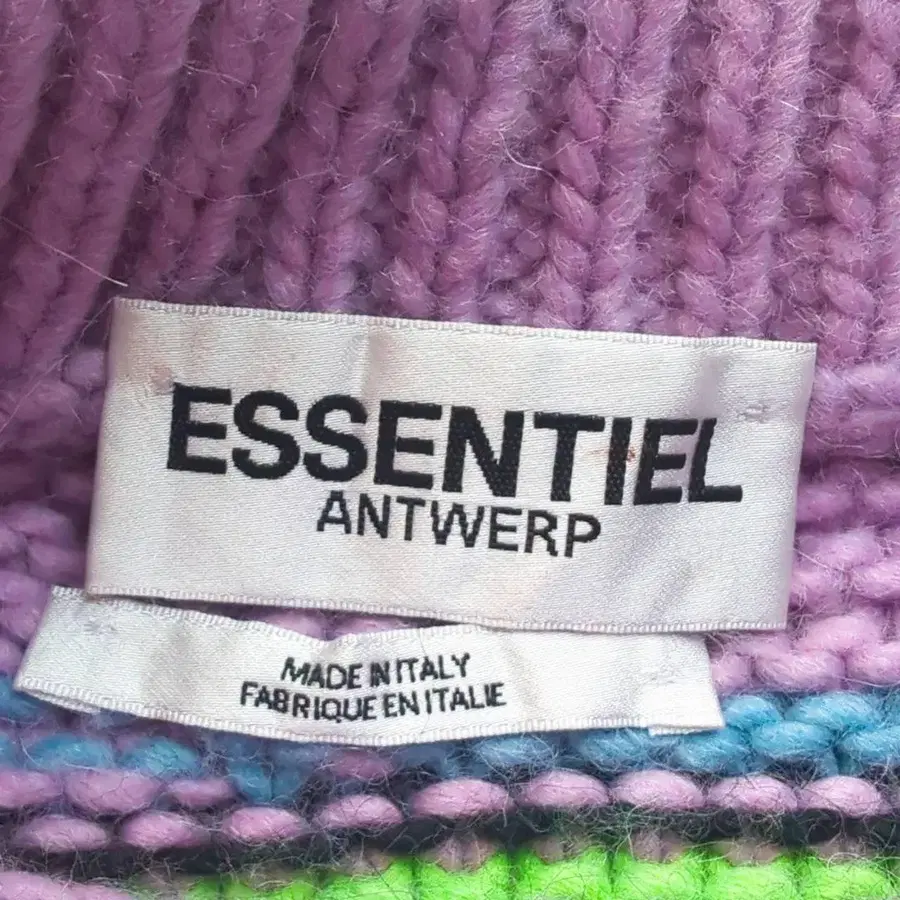 ESSENTIEL
ANTWERP
MADE IN ITALY
FABRIQUE EN ITALIE